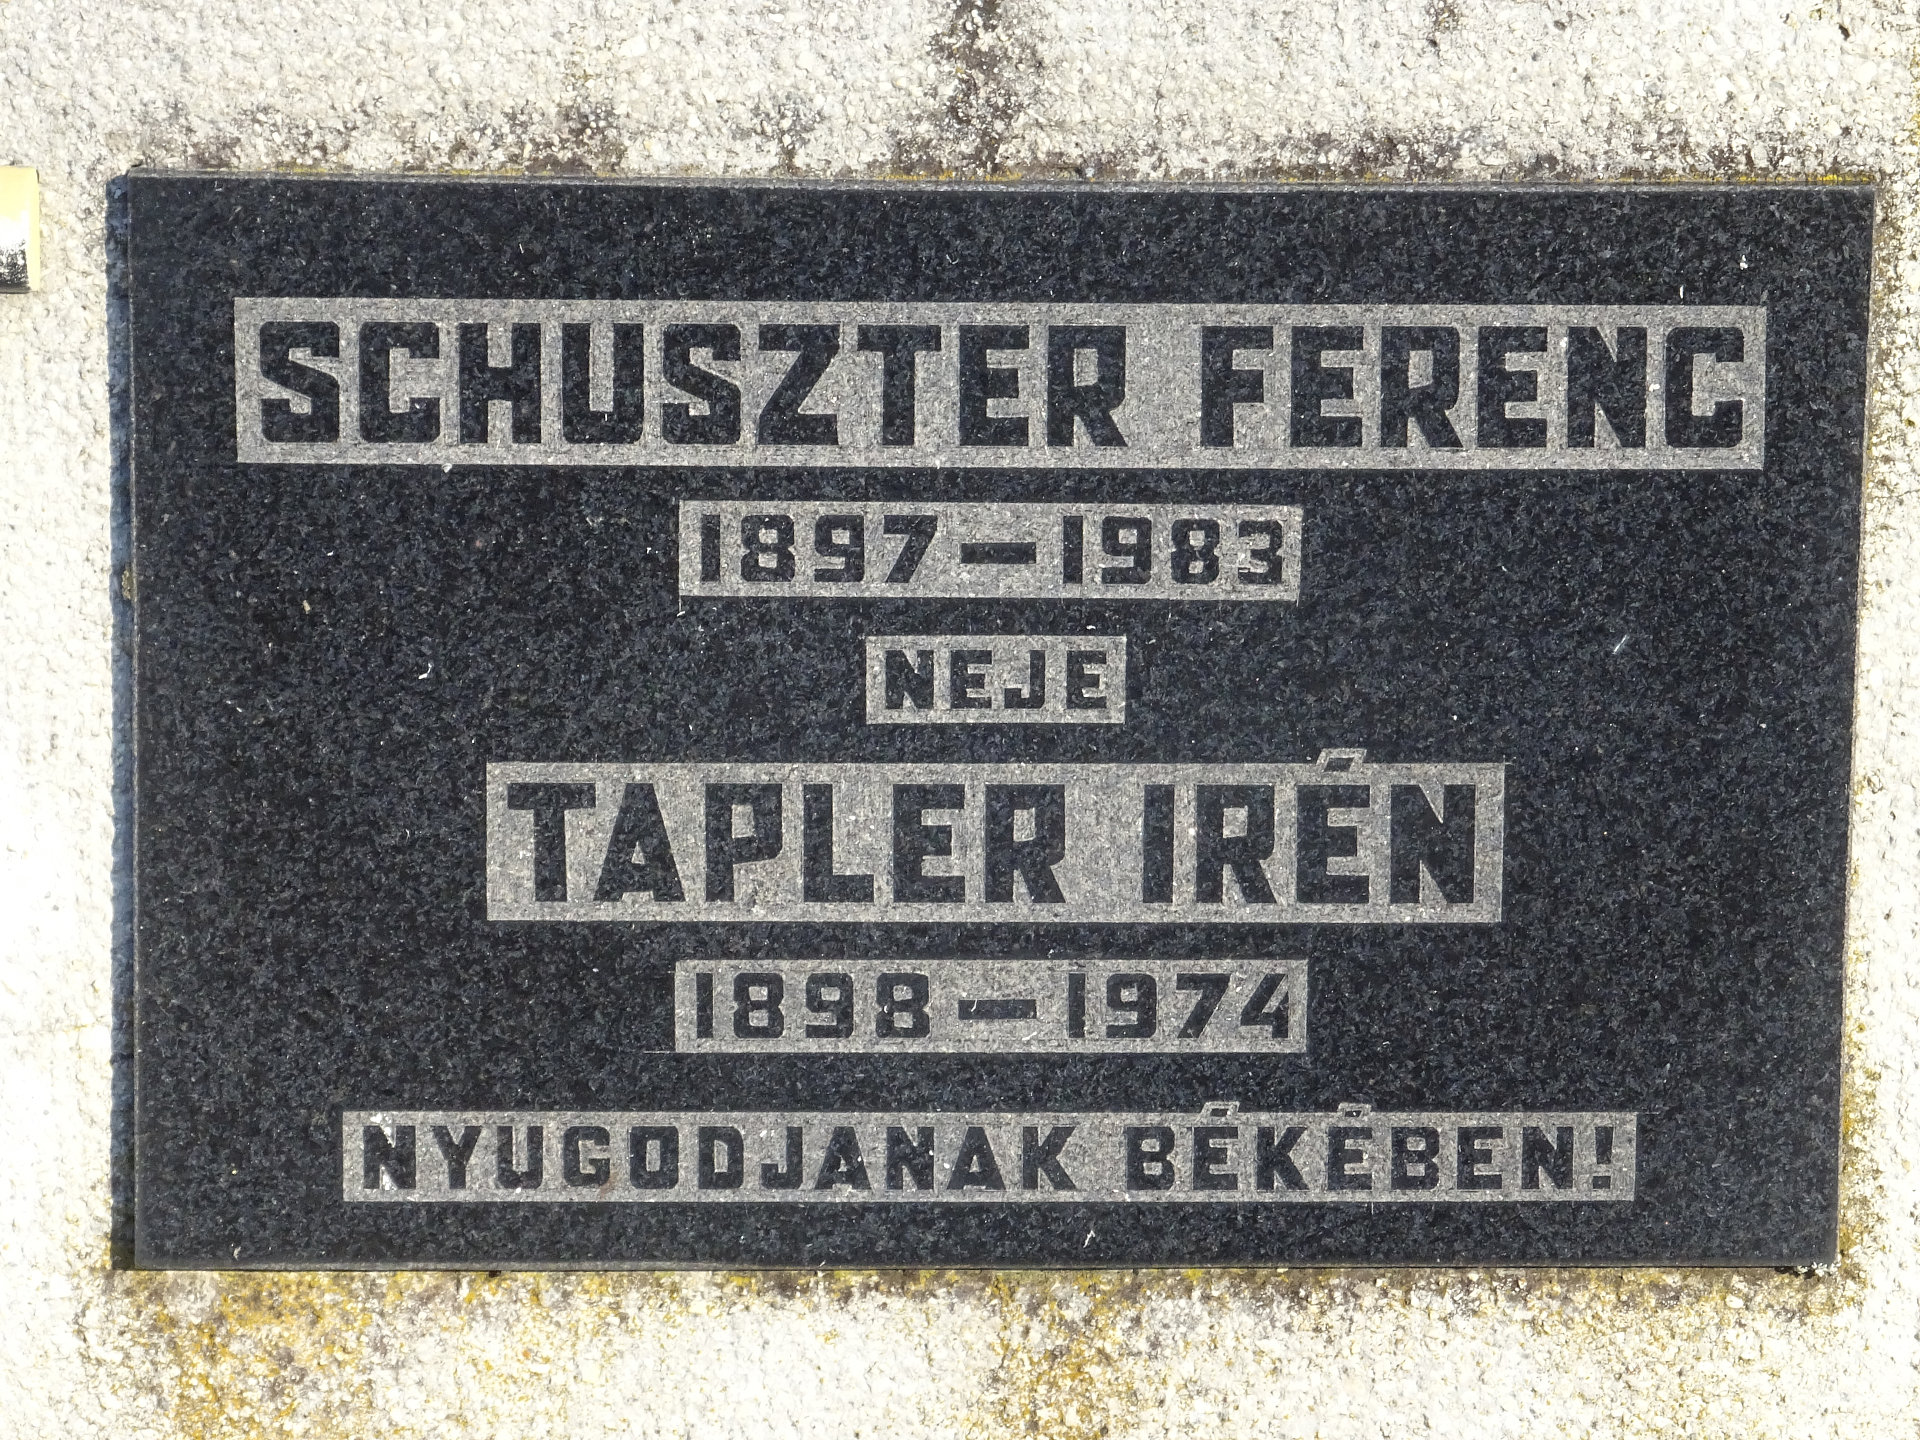 SCHUSZTER FERENC
1897 — 1983
NEJE
TAPLER IRÉN
1898 — 1974
NYUGODJANAK BÉKÉBEN!